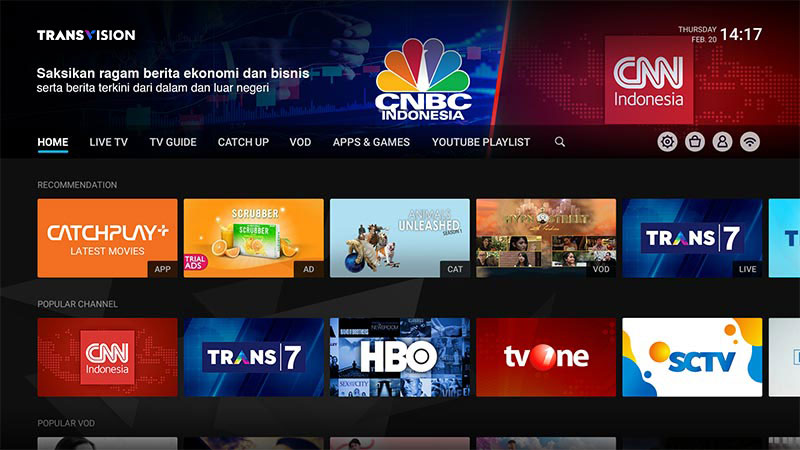 TRANSVISION
THURSDAY
FEB. 20
14:17
Saksikan ragam berita ekonomi dan bisnis
serta berita terkini dari dalam dan luar negeri
CNBC
INDONESIA
CNN
Indonesia
HOME LIVE TV TV GUIDE CATCH UP VOD APPS & GAMES YOUTUBE PLAYLIST
RECOMMENDATION
CATCHPLAY+
LATEST MOVIES
APP
SCRUBBER
SCRUBBER
TRIAL
ADS
AD
ANIMALS
UNLEASHED
SEASON 1
CAT
VOD
TRANS|7
LIVE
POPULAR CHANNEL
CNN
Indonesia
TRANS|7
HBO
tvOne
SCTV
POPULAR VOD